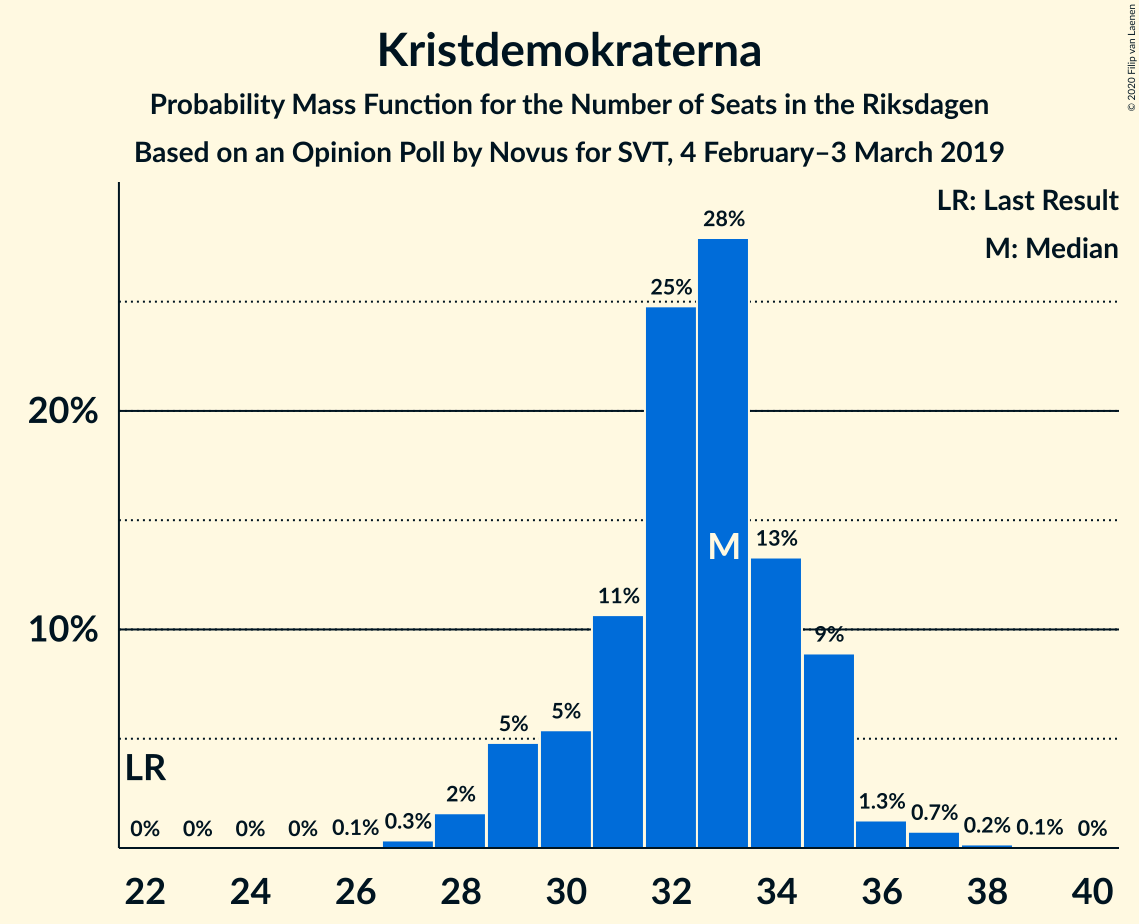 © 2020 Filip van Laenen
Kristdemokraterna
Probability Mass Function for the Number of Seats in the Riksdagen
Based on an Opinion Poll by Novus for SVT, 4 February–3 March 2019
LR: Last Result
M: Median
28%
25%
20%
M
13%
11%
10%
9%
5%
5%
LR
2%
1.3%
0% 0% 0% 0% 0.1% 0.3% 0.7% 0.2% 0.1% 0%
22 24 26 28 30 32 34 36 38 40